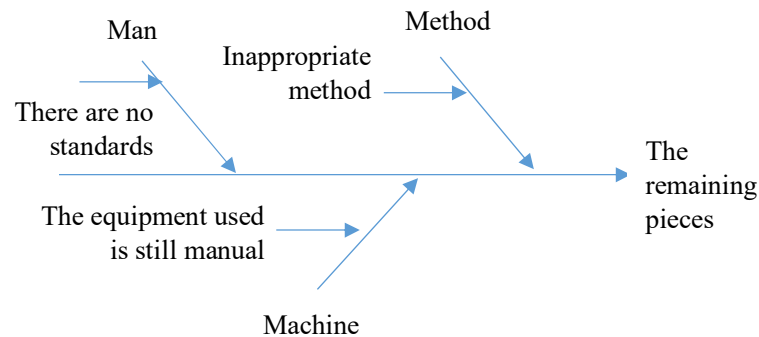 Man
Method
Inappropriate
method
There are no
standards
The
remaining
pieces
The equipment used
is still manual
Machine